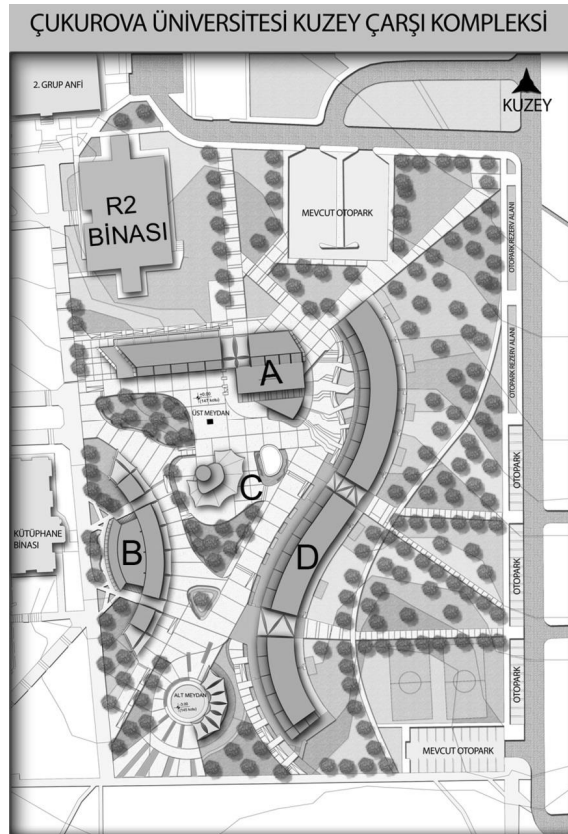 ÇUKUROVA ÜNİVERSİTESİ KUZEY ÇARŞI KOMPLEKSİ
2. GRUP ANFİ
KUZEY
R2
BİNASI
MEVCUT OTOPARK
OTOPARK REZERV ALANI
OTOPARK REZERV ALANI
A
ÜST MEYDAN
C
OTOPARK
KÜTÜPHANE
BİNASI
B
D
OTOPARK
OTOPARK
ALT MEYDAN
MEVCUT OTOPARK